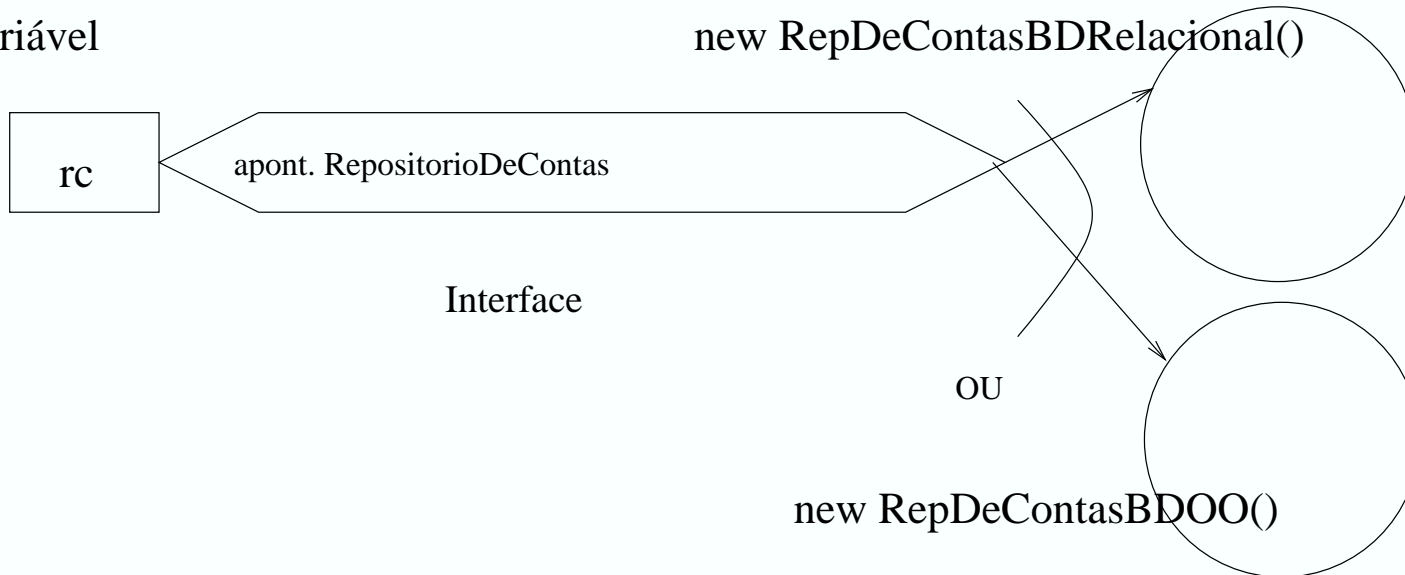 riável
new RepDeContasBDRelacional()
rc
apont. RepositorioDeContas
Interface
OU
new RepDeContasBDOO()